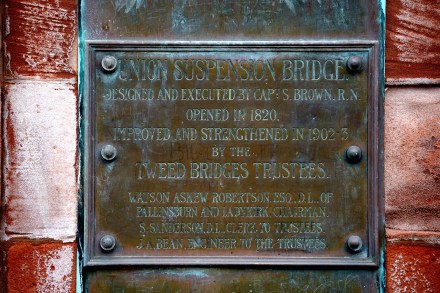 UNION SUSPENSION BRIDGE.
DESIGNED AND EXECUTED BY CAPT. S. BROWN, R.N.
OPENED IN 1820.
IMPROVED AND STRENGTHENED IN 1902-3
BY THE
TWEED BRIDGES TRUSTEES.
WATSON ASKEW ROBERTSON ESQ., D.L., OF
PALLINSBURN AND LADYKIRK, CHAIRMAN.
S. SANDERSON, D.L., CLERK TO TRUSTEES.
J.A. BEAN, ENGINEER TO THE TRUSTEES.